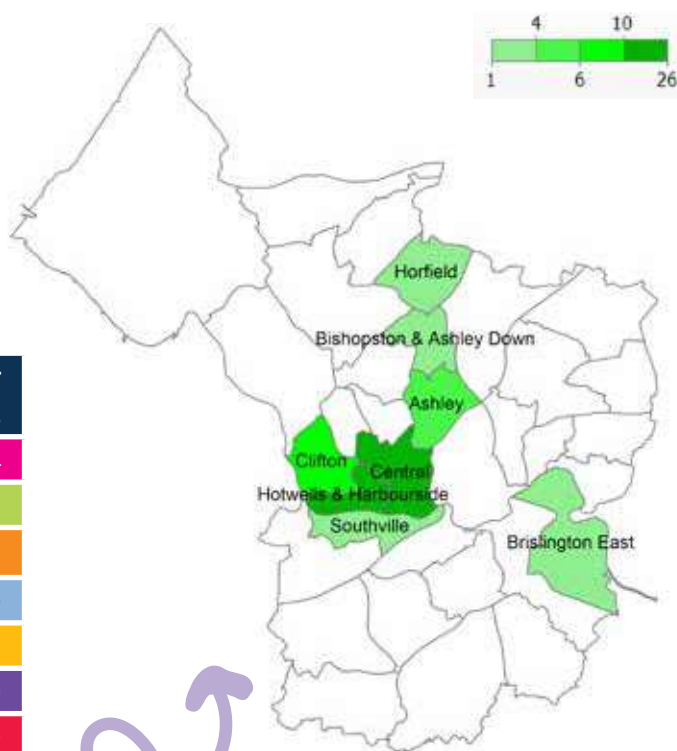 4 10
1 6 26
Horfield
Bishopston & Ashley Down
Ashley
Clifton
Central
Hotwells & Harbourside
Southville
Brislington East